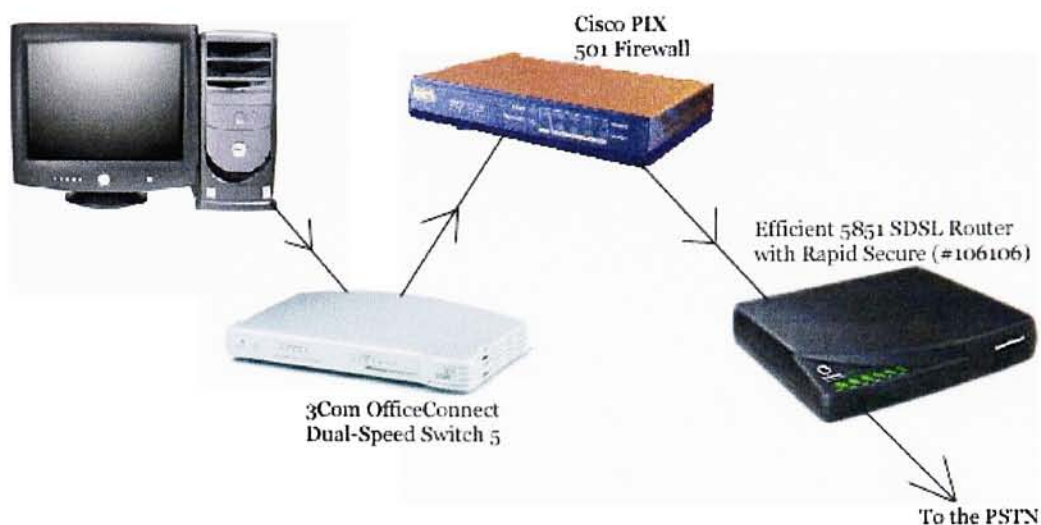 Cisco PIX
501 Firewall
Efficient 5851 SDSL Router
with Rapid Secure (#106106)
3Com OfficeConnect
Dual-Speed Switch 5
To the PSTN